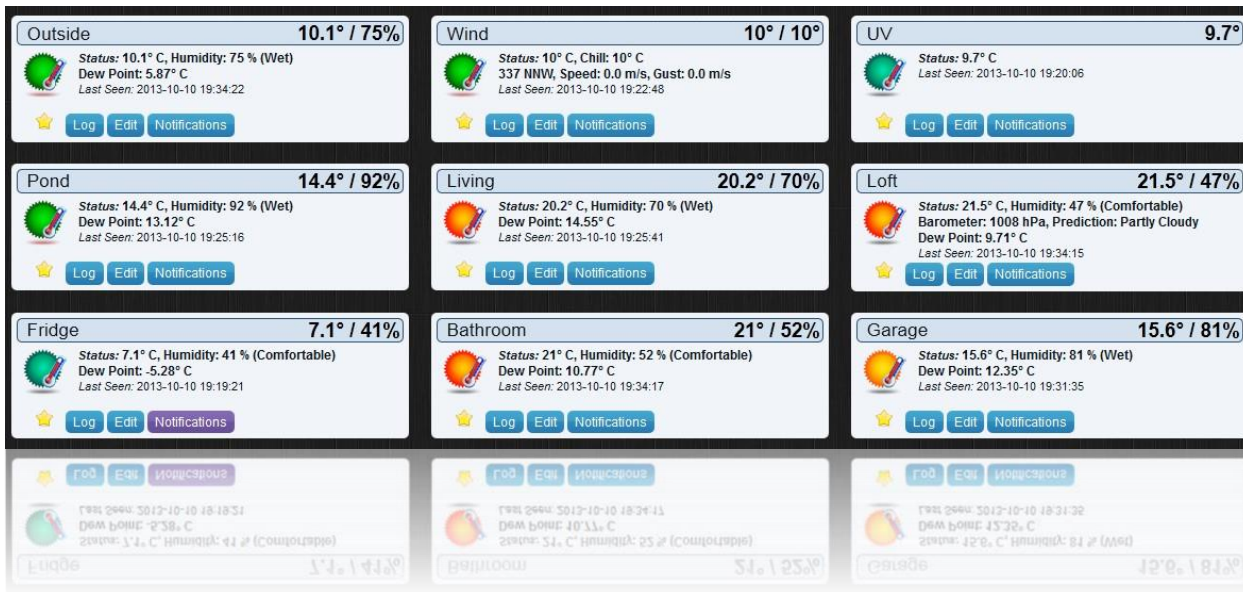 Outside 10.1° / 75%
Status: 10.1° C, Humidity: 75 % (Wet)
Dew Point: 5.87° C
Last Seen: 2013-10-10 19:34:22
Log Edit Notifications
Wind 10° / 10°
Status: 10° C, Chill: 10° C
337 NNW, Speed: 0.0 m/s, Gust: 0.0 m/s
Last Seen: 2013-10-10 19:22:48
Log Edit Notifications
UV 9.7°
Status: 9.7° C
Last Seen: 2013-10-10 19:20:06
Log Edit Notifications
Pond 14.4° / 92%
Status: 14.4° C, Humidity: 92 % (Wet)
Dew Point: 13.12° C
Last Seen: 2013-10-10 19:25:16
Log Edit Notifications
Living 20.2° / 70%
Status: 20.2° C, Humidity: 70 % (Wet)
Dew Point: 14.55° C
Last Seen: 2013-10-10 19:25:41
Log Edit Notifications
Loft 21.5° / 47%
Status: 21.5° C, Humidity: 47 % (Comfortable)
Barometer: 1008 hPa, Prediction: Partly Cloudy
Dew Point: 9.71° C
Last Seen: 2013-10-10 19:34:15
Log Edit Notifications
Fridge 7.1° / 41%
Status: 7.1° C, Humidity: 41 % (Comfortable)
Dew Point: -5.28° C
Last Seen: 2013-10-10 19:19:21
Log Edit Notifications
Bathroom 21° / 52%
Status: 21° C, Humidity: 52 % (Comfortable)
Dew Point: 10.77° C
Last Seen: 2013-10-10 19:34:17
Log Edit Notifications
Garage 15.6° / 81%
Status: 15.6° C, Humidity: 81 % (Wet)
Dew Point: 12.35° C
Last Seen: 2013-10-10 19:31:35
Log Edit Notifications